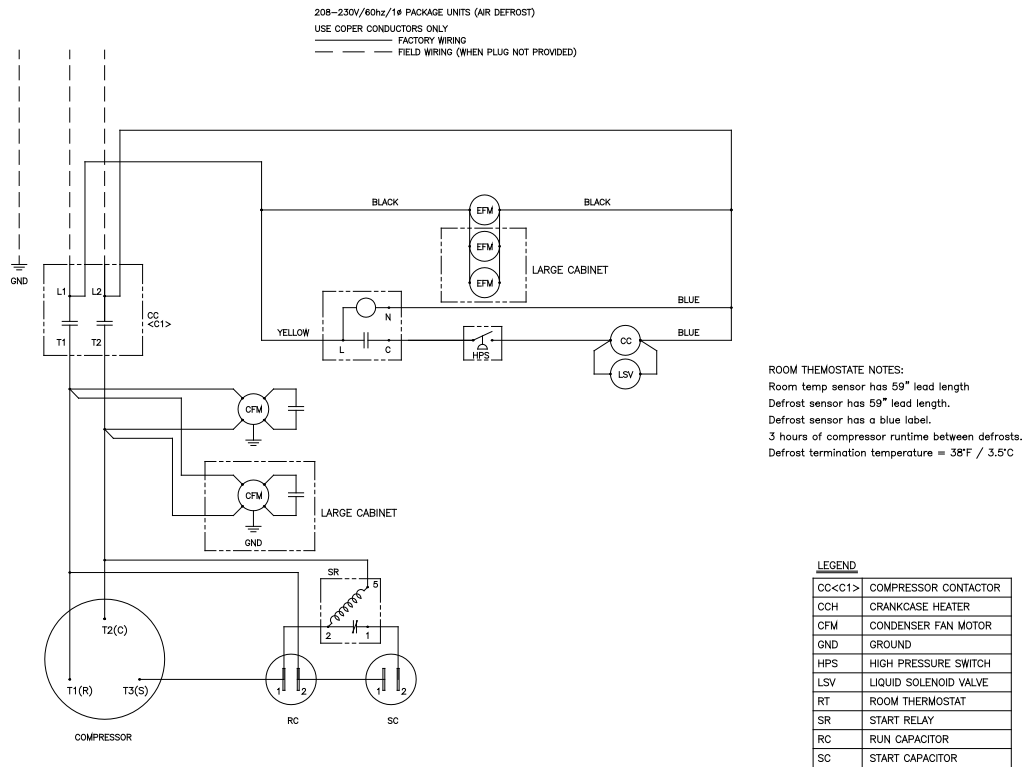 208-230V/60hz/1ø PACKAGE UNITS (AIR DEFROST)
USE COPER CONDUCTORS ONLY
FACTORY WIRING
FIELD WIRING (WHEN PLUG NOT PROVIDED)
BLACK
EFM
BLACK
EFM
LARGE CABINET
EFM
GND
L1
L2
CC
<C1>
T1
T2
BLUE
N
YELLOW
L
C
HPS
CC
BLUE
LSV
CFM
CFM
LARGE CABINET
GND
ROOM THEMOSTATE NOTES:
Room temp sensor has 59" lead length
Defrost sensor has 59" lead length.
Defrost sensor has a blue label.
3 hours of compressor runtime between defrosts.
Defrost termination temperature = 38°F / 3.5°C
SR
5
2
1
T2(C)
T1(R)
T3(S)
1
2
1
2
RC
SC
COMPRESSOR
LEGEND
CC<C1> COMPRESSOR CONTACTOR
CCH CRANKCASE HEATER
CFM CONDENSER FAN MOTOR
GND GROUND
HPS HIGH PRESSURE SWITCH
LSV LIQUID SOLENOID VALVE
RT ROOM THERMOSTAT
SR START RELAY
RC RUN CAPACITOR
SC START CAPACITOR